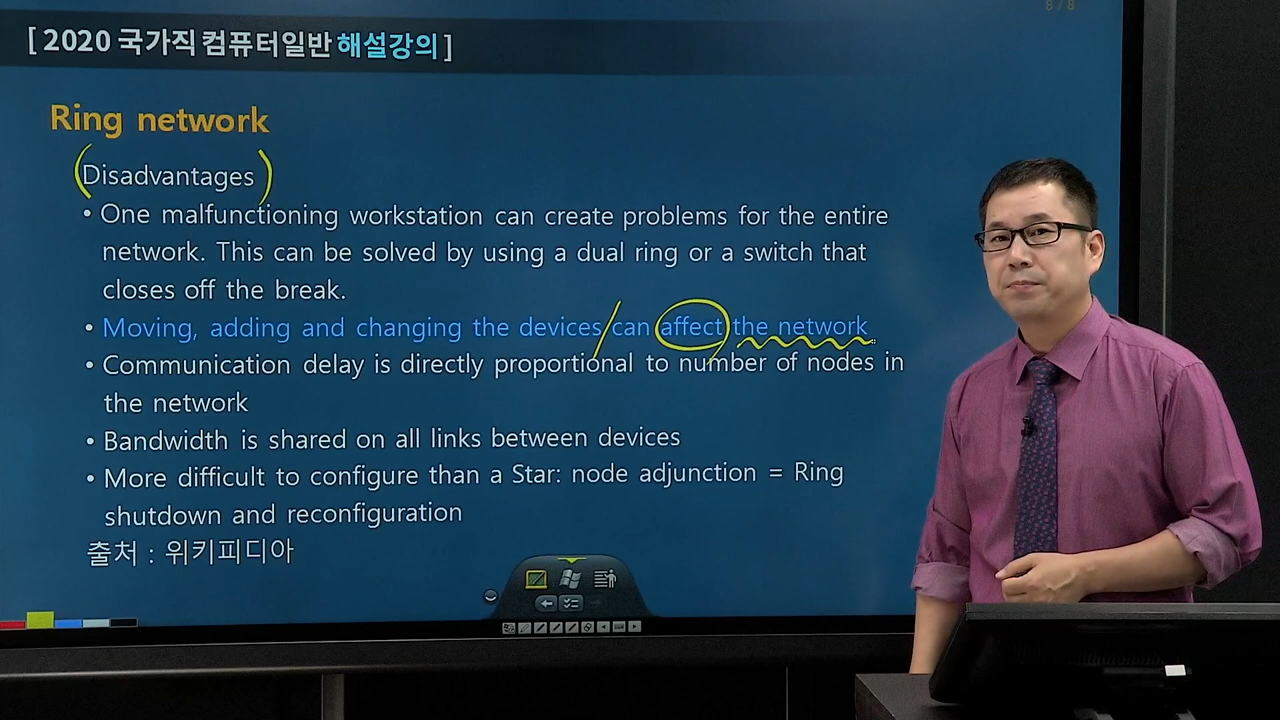 8/8
[ 2020 국가직 컴퓨터일반 해설강의 ]
Ring network
Disadvantages
• One malfunctioning workstation can create problems for the entire
network. This can be solved by using a dual ring or a switch that
closes off the break.
• Moving, adding and changing the devices can affect the network
• Communication delay is directly proportional to number of nodes in
the network
• Bandwidth is shared on all links between devices
• More difficult to configure than a Star: node adjunction = Ring
shutdown and reconfiguration
출처 : 위키피디아